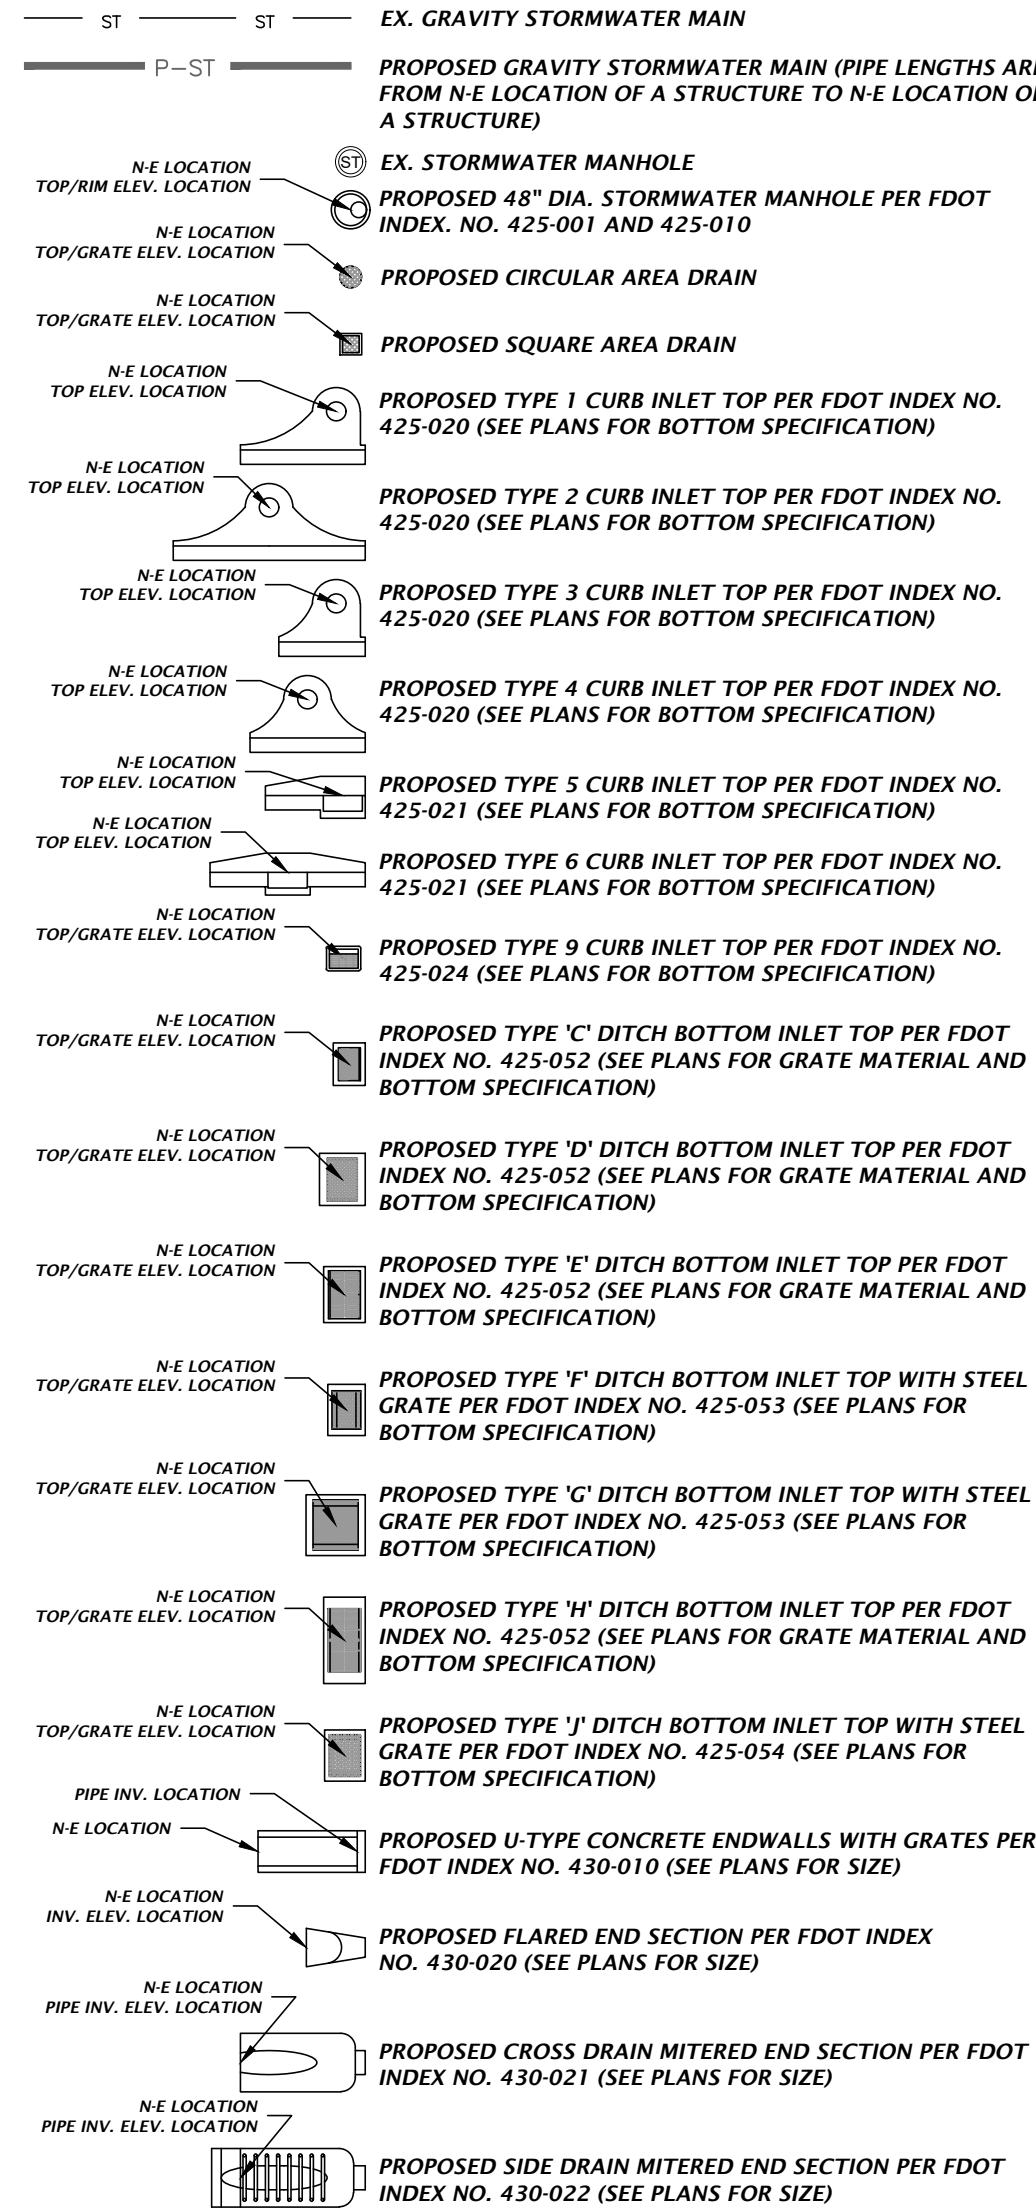 ST ST EX. GRAVITY STORMWATER MAIN
P-ST PROPOSED GRAVITY STORMWATER MAIN (PIPE LENGTHS ARE
FROM N-E LOCATION OF A STRUCTURE TO N-E LOCATION OF
A STRUCTURE)
ST EX. STORMWATER MANHOLE
N-E LOCATION
TOP/RIM ELEV. LOCATION
PROPOSED 48" DIA. STORMWATER MANHOLE PER FDOT
INDEX. NO. 425-001 AND 425-010
N-E LOCATION
TOP/GRATE ELEV. LOCATION
PROPOSED CIRCULAR AREA DRAIN
N-E LOCATION
TOP/GRATE ELEV. LOCATION
PROPOSED SQUARE AREA DRAIN
N-E LOCATION
TOP ELEV. LOCATION
PROPOSED TYPE 1 CURB INLET TOP PER FDOT INDEX NO.
425-020 (SEE PLANS FOR BOTTOM SPECIFICATION)
N-E LOCATION
TOP ELEV. LOCATION
PROPOSED TYPE 2 CURB INLET TOP PER FDOT INDEX NO.
425-020 (SEE PLANS FOR BOTTOM SPECIFICATION)
N-E LOCATION
TOP ELEV. LOCATION
PROPOSED TYPE 3 CURB INLET TOP PER FDOT INDEX NO.
425-020 (SEE PLANS FOR BOTTOM SPECIFICATION)
N-E LOCATION
TOP ELEV. LOCATION
PROPOSED TYPE 4 CURB INLET TOP PER FDOT INDEX NO.
425-020 (SEE PLANS FOR BOTTOM SPECIFICATION)
N-E LOCATION
TOP ELEV. LOCATION
PROPOSED TYPE 5 CURB INLET TOP PER FDOT INDEX NO.
425-021 (SEE PLANS FOR BOTTOM SPECIFICATION)
N-E LOCATION
TOP ELEV. LOCATION
PROPOSED TYPE 6 CURB INLET TOP PER FDOT INDEX NO.
425-021 (SEE PLANS FOR BOTTOM SPECIFICATION)
N-E LOCATION
TOP/GRATE ELEV. LOCATION
PROPOSED TYPE 9 CURB INLET TOP PER FDOT INDEX NO.
425-024 (SEE PLANS FOR BOTTOM SPECIFICATION)
N-E LOCATION
TOP/GRATE ELEV. LOCATION
PROPOSED TYPE 'C' DITCH BOTTOM INLET TOP PER FDOT
INDEX NO. 425-052 (SEE PLANS FOR GRATE MATERIAL AND
BOTTOM SPECIFICATION)
N-E LOCATION
TOP/GRATE ELEV. LOCATION
PROPOSED TYPE 'D' DITCH BOTTOM INLET TOP PER FDOT
INDEX NO. 425-052 (SEE PLANS FOR GRATE MATERIAL AND
BOTTOM SPECIFICATION)
N-E LOCATION
TOP/GRATE ELEV. LOCATION
PROPOSED TYPE 'E' DITCH BOTTOM INLET TOP PER FDOT
INDEX NO. 425-052 (SEE PLANS FOR GRATE MATERIAL AND
BOTTOM SPECIFICATION)
N-E LOCATION
TOP/GRATE ELEV. LOCATION
PROPOSED TYPE 'F' DITCH BOTTOM INLET TOP WITH STEEL
GRATE PER FDOT INDEX NO. 425-053 (SEE PLANS FOR
BOTTOM SPECIFICATION)
N-E LOCATION
TOP/GRATE ELEV. LOCATION
PROPOSED TYPE 'G' DITCH BOTTOM INLET TOP WITH STEEL
GRATE PER FDOT INDEX NO. 425-053 (SEE PLANS FOR
BOTTOM SPECIFICATION)
N-E LOCATION
TOP/GRATE ELEV. LOCATION
PROPOSED TYPE 'H' DITCH BOTTOM INLET TOP PER FDOT
INDEX NO. 425-052 (SEE PLANS FOR GRATE MATERIAL AND
BOTTOM SPECIFICATION)
N-E LOCATION
TOP/GRATE ELEV. LOCATION
PROPOSED TYPE 'J' DITCH BOTTOM INLET TOP WITH STEEL
GRATE PER FDOT INDEX NO. 425-054 (SEE PLANS FOR
BOTTOM SPECIFICATION)
PIPE INV. LOCATION
N-E LOCATION
PROPOSED U-TYPE CONCRETE ENDWALLS WITH GRATES PER
FDOT INDEX NO. 430-010 (SEE PLANS FOR SIZE)
N-E LOCATION
INV. ELEV. LOCATION
PROPOSED FLARED END SECTION PER FDOT INDEX
NO. 430-020 (SEE PLANS FOR SIZE)
N-E LOCATION
PIPE INV. ELEV. LOCATION
PROPOSED CROSS DRAIN MITERED END SECTION PER FDOT
INDEX NO. 430-021 (SEE PLANS FOR SIZE)
N-E LOCATION
PIPE INV. ELEV. LOCATION
PROPOSED SIDE DRAIN MITERED END SECTION PER FDOT
INDEX NO. 430-022 (SEE PLANS FOR SIZE)